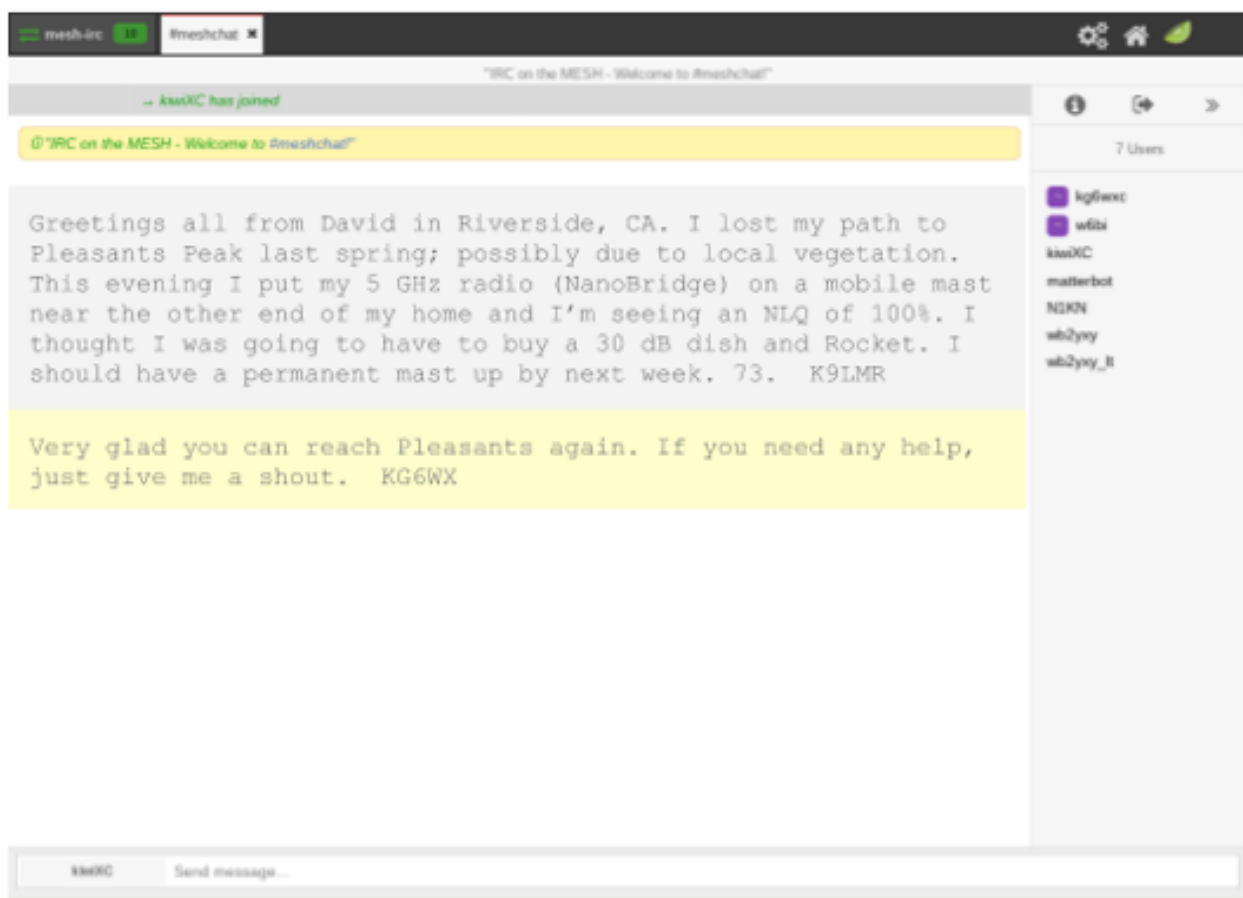 mesh-irc 10 #meshchat
"IRC on the MESH - Welcome to #meshchat!"
→ kiwiXC has joined
"IRC on the MESH - Welcome to #meshchat!"
7 Users
Greetings all from David in Riverside, CA. I lost my path to
Pleasants Peak last spring; possibly due to local vegetation.
This evening I put my 5 GHz radio (NanoBridge) on a mobile mast
near the other end of my home and I'm seeing an NLQ of 100%. I
thought I was going to have to buy a 30 dB dish and Rocket. I
should have a permanent mast up by next week. 73.  K9LMR
Very glad you can reach Pleasants again. If you need any help,
just give me a shout.  KG6WX
kg6wxc
w6bi
kiwiXC
matterbot
N1KN
wb2yxy
wb2yxy_lt
kiwiXC Send message...